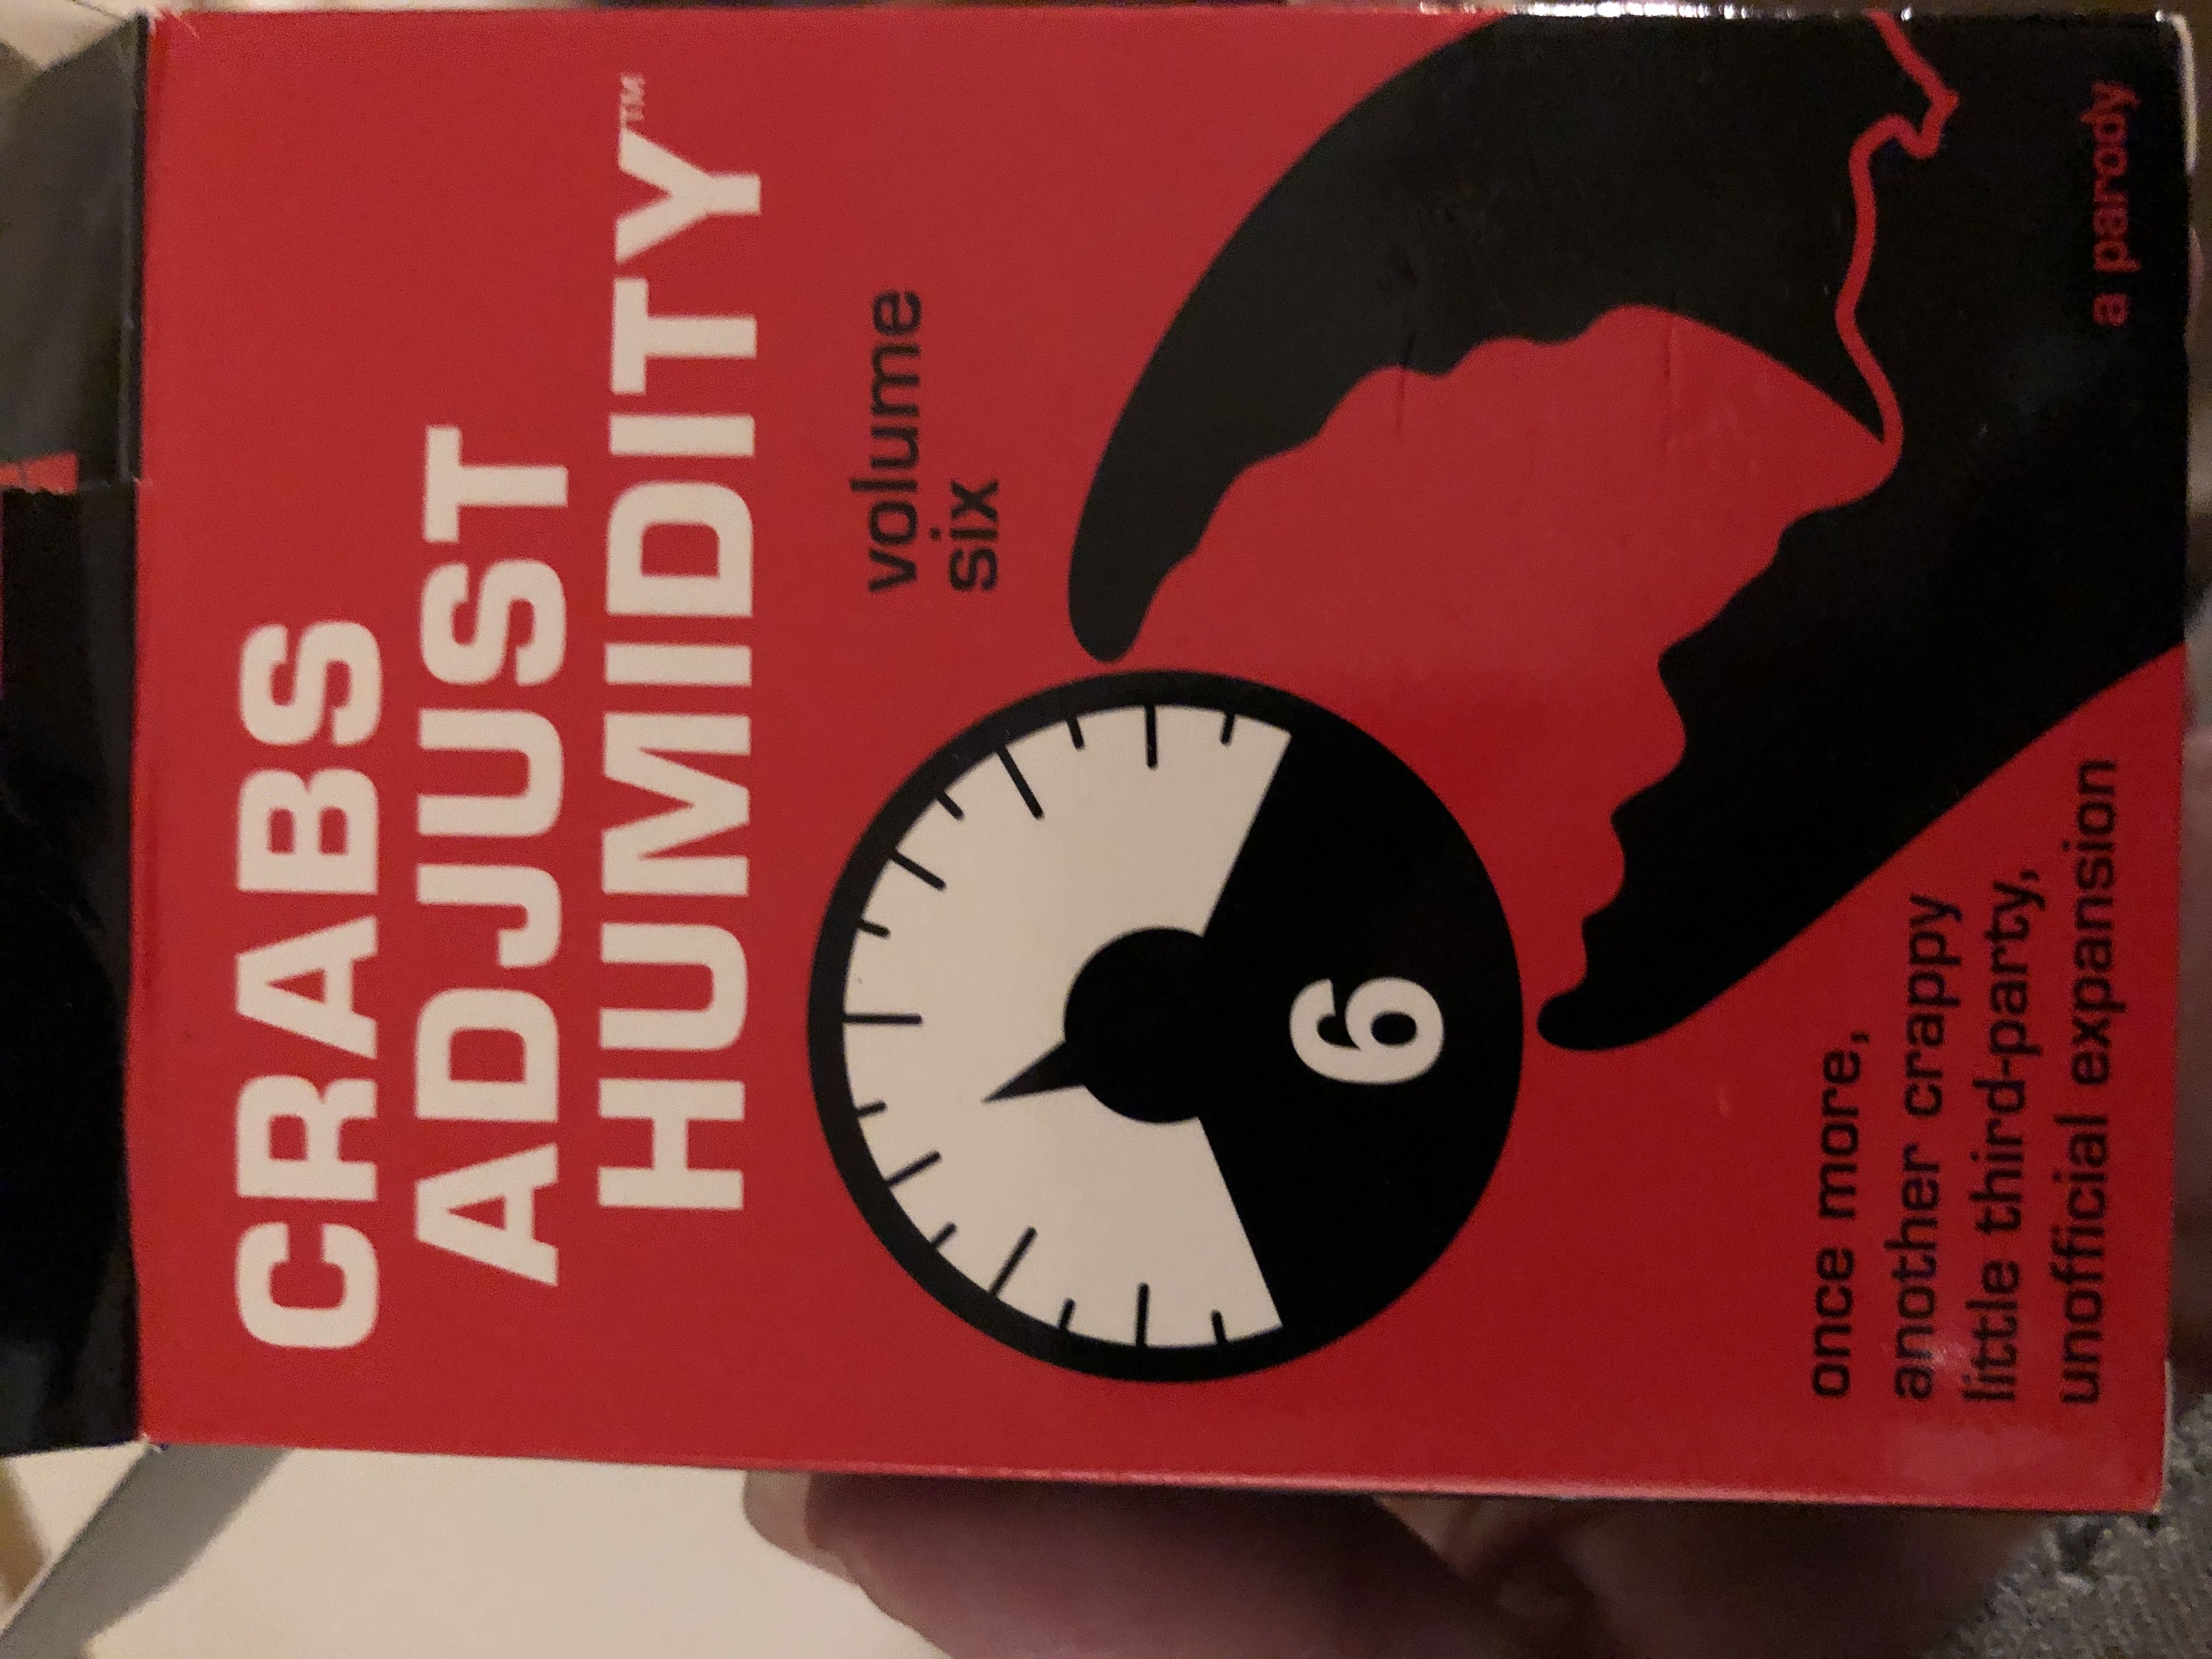 CRABS
ADJUST
HUMIDITY™
volume
six
6
once more,
another crappy
little third-party,
unofficial expansion
a parody